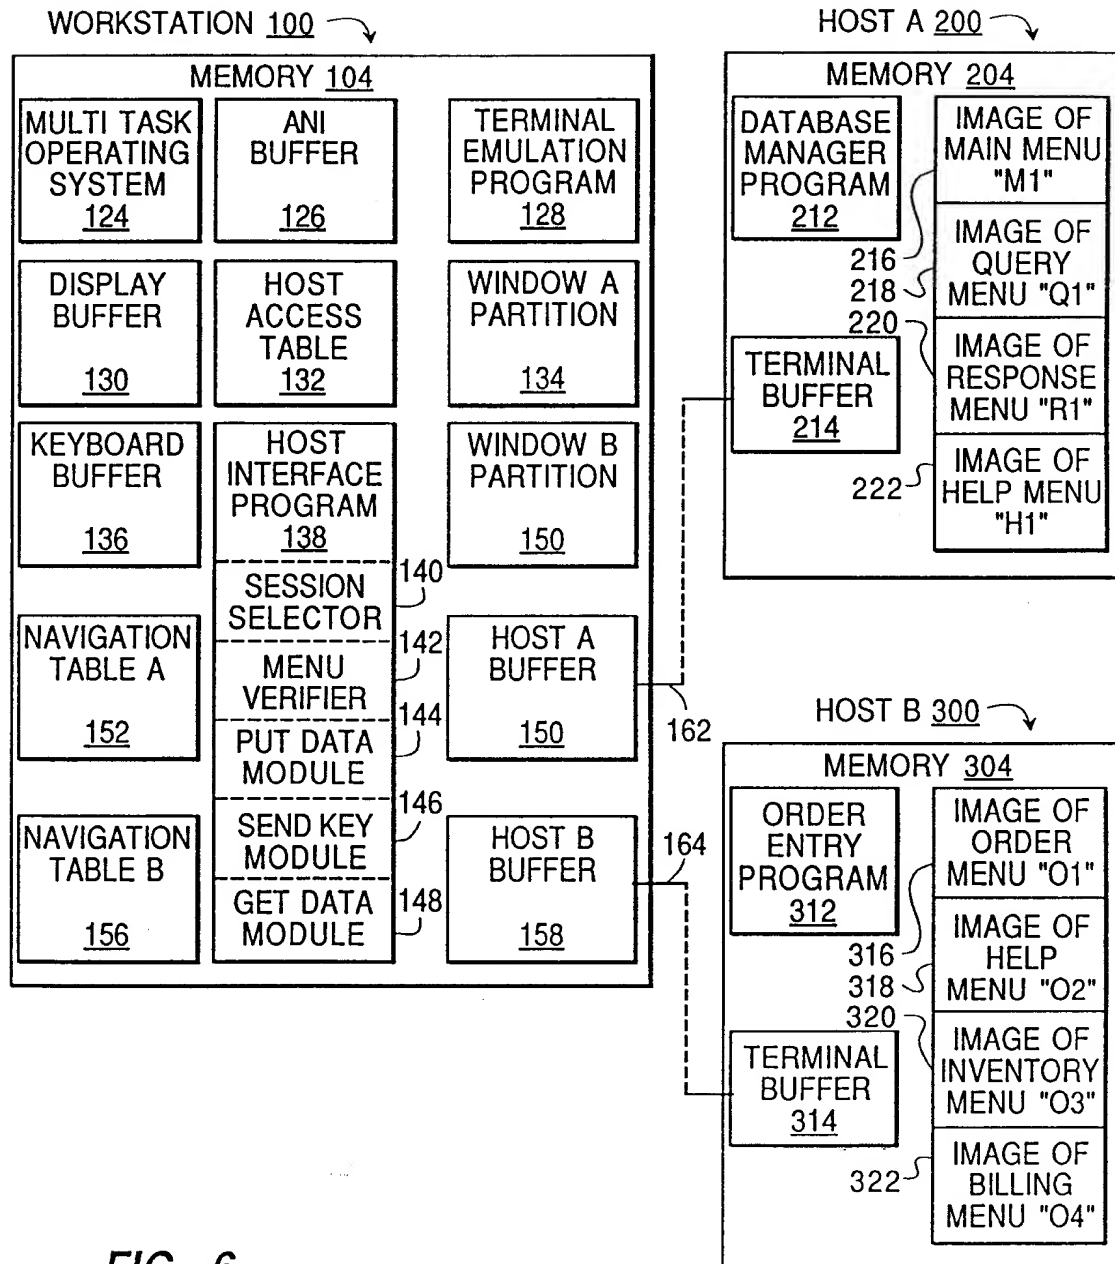 WORKSTATION 100
MEMORY 104
MULTI TASK
OPERATING
SYSTEM
124
ANI
BUFFER
126
TERMINAL
EMULATION
PROGRAM
128
DISPLAY
BUFFER
130
HOST
ACCESS
TABLE
132
WINDOW A
PARTITION
134
KEYBOARD
BUFFER
136
HOST
INTERFACE
PROGRAM
138
WINDOW B
PARTITION
150
140
SESSION
SELECTOR
142
MENU
VERIFIER
144
PUT DATA
MODULE
146
SEND KEY
MODULE
148
GET DATA
MODULE
NAVIGATION
TABLE A
152
HOST A
BUFFER
150
162
NAVIGATION
TABLE B
156
HOST B
BUFFER
158
164
HOST A 200
MEMORY 204
DATABASE
MANAGER
PROGRAM
212
IMAGE OF
MAIN MENU
"M1"
216
IMAGE OF
QUERY
MENU "Q1"
218
220
IMAGE OF
RESPONSE
MENU "R1"
TERMINAL
BUFFER
214
222
IMAGE OF
HELP MENU
"H1"
HOST B 300
MEMORY 304
ORDER
ENTRY
PROGRAM
312
IMAGE OF
ORDER
MENU "O1"
316
IMAGE OF
HELP
MENU "O2"
318
320
IMAGE OF
INVENTORY
MENU "O3"
TERMINAL
BUFFER
314
322
IMAGE OF
BILLING
MENU "O4"
FIG. 6